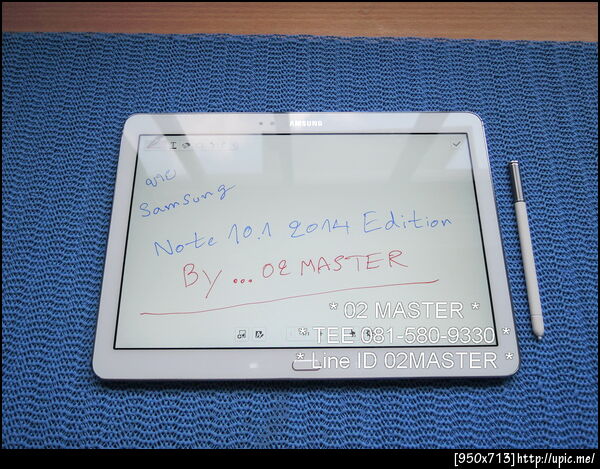 SAMSUNG
ขาย
Samsung
Note 10.1 2014 Edition
By ... 02 MASTER
* 02 MASTER *
* TEE 081-580-9330 *
* Line ID 02MASTER *
[950x713]http://upic.me/